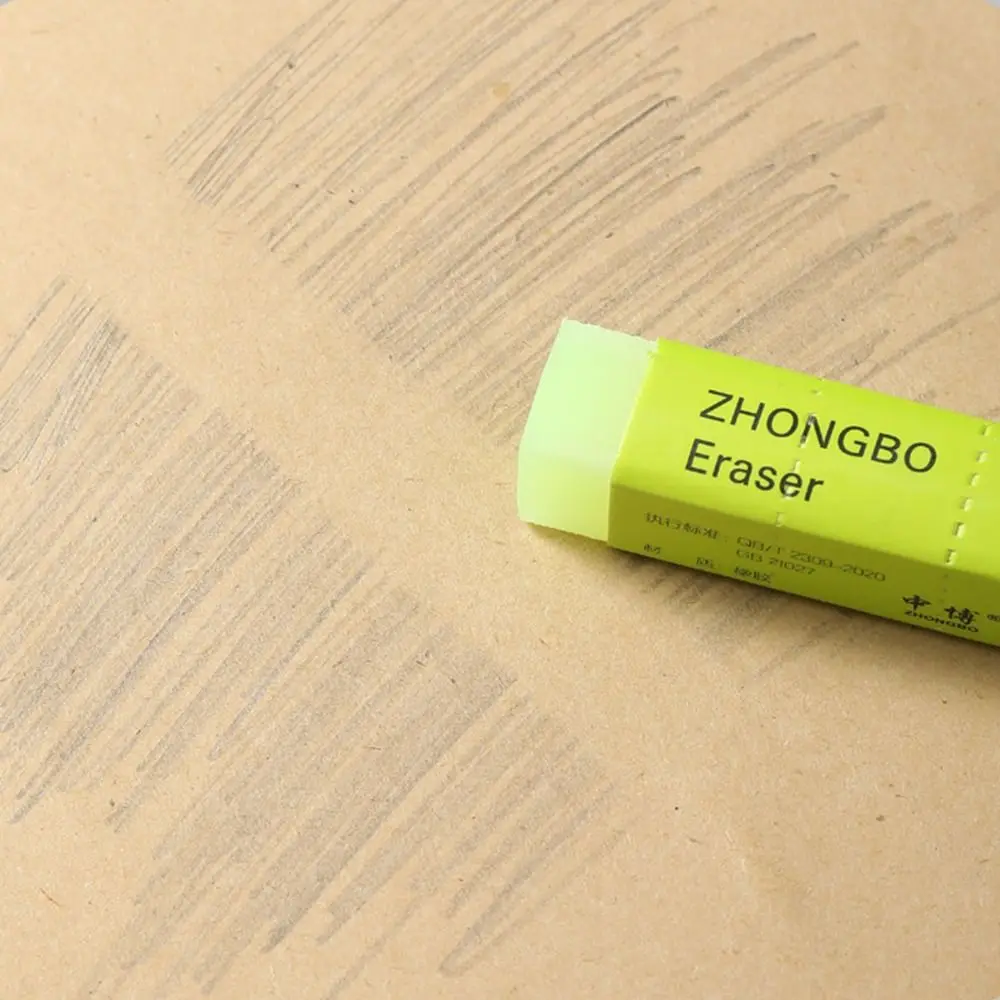 ZHONGBO
Eraser
执行标准: QB/T 2309-2020
GB 21027
材 质: 橡胶
中博®
ZHONGBO